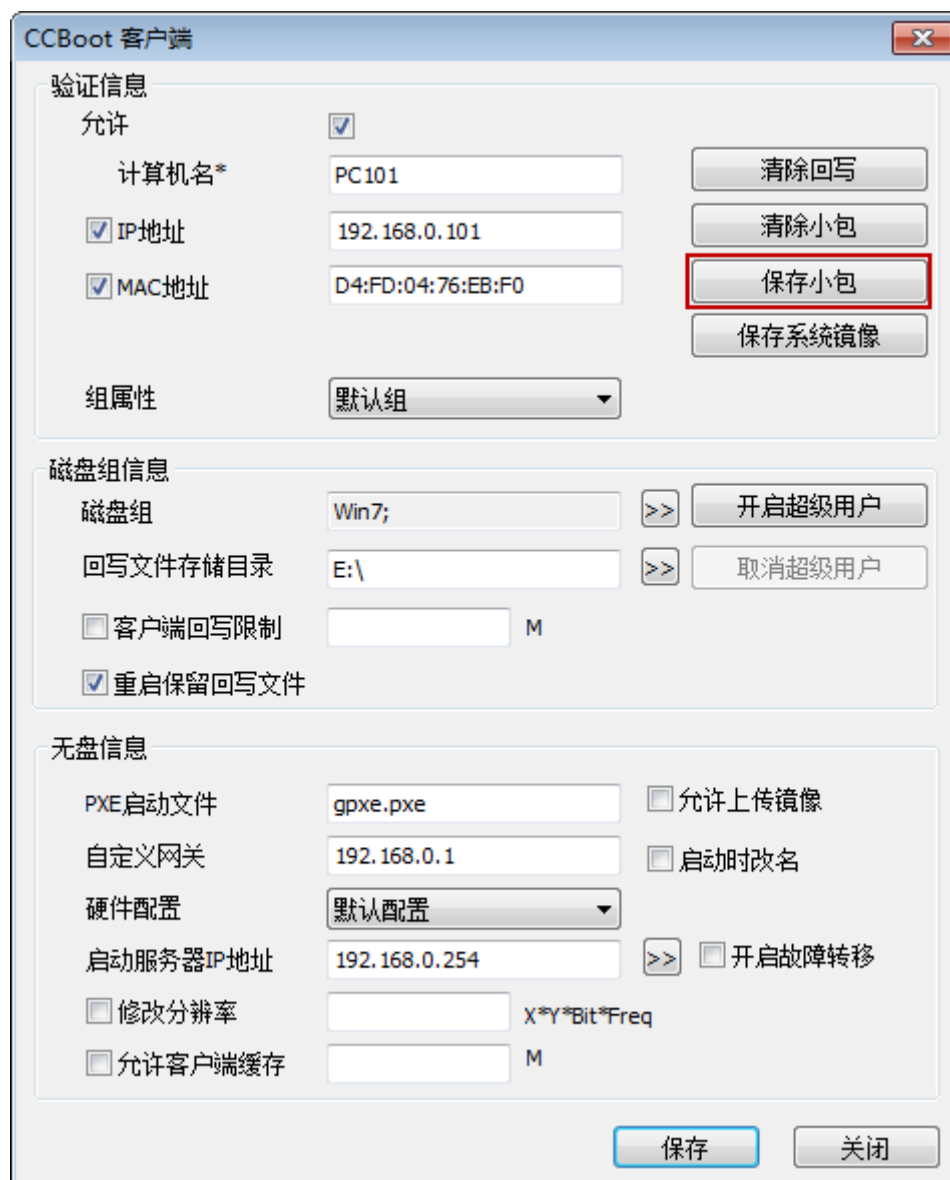 CCBoot 客户端
验证信息
允许
计算机名* PC101 清除回写
IP地址 192.168.0.101 清除小包
MAC地址 D4:FD:04:76:EB:F0 保存小包
保存系统镜像
组属性 默认组
磁盘组信息
磁盘组 Win7; >> 开启超级用户
回写文件存储目录 E:\ >> 取消超级用户
客户端回写限制 M
重启保留回写文件
无盘信息
PXE启动文件 gpxe.pxe 允许上传镜像
自定义网关 192.168.0.1 启动时改名
硬件配置 默认配置
启动服务器IP地址 192.168.0.254 >> 开启故障转移
修改分辨率 X*Y*Bit*Freq
允许客户端缓存 M
保存 关闭